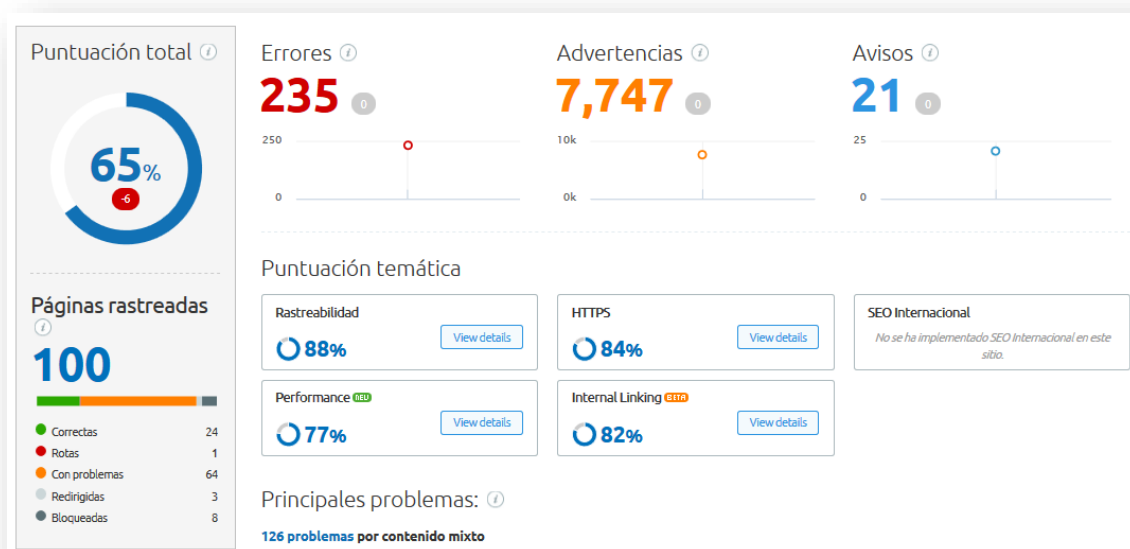 Puntuación total
65%
-6
Páginas rastreadas
100
Correctas 24
Rotas 1
Con problemas 64
Redirigidas 3
Bloqueadas 8
Errores
235 0
250
0
Advertencias
7,747 0
10k
0k
Avisos
21 0
25
0
Puntuación temática
Rastreabilidad
88%
View details
HTTPS
84%
View details
SEO Internacional
No se ha implementado SEO Internacional en este
sitio.
Performance NEU
77%
View details
Internal Linking BETA
82%
View details
Principales problemas:
126 problemas por contenido mixto